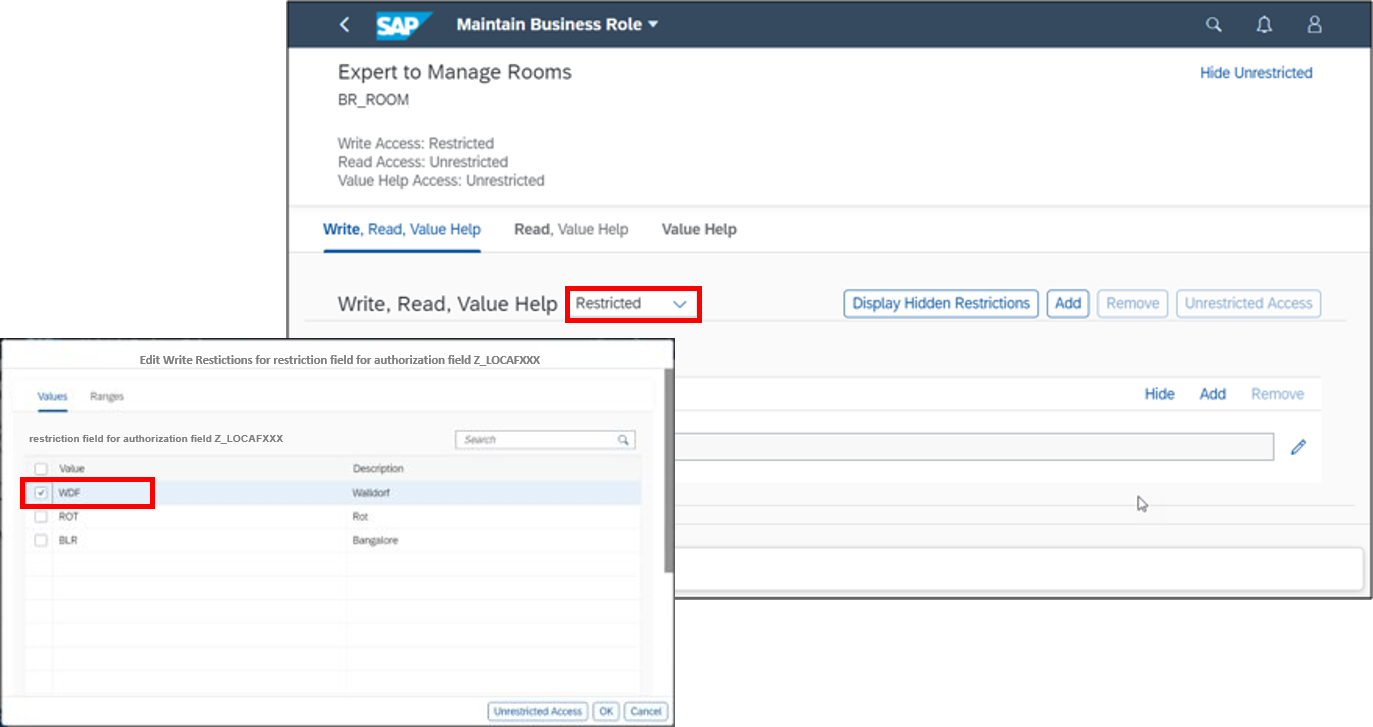 SAP Maintain Business Role
Expert to Manage Rooms
Hide Unrestricted
BR_ROOM
Write Access: Restricted
Read Access: Unrestricted
Value Help Access: Unrestricted
Write, Read, Value Help Read, Value Help Value Help
Write, Read, Value Help Restricted Display Hidden Restrictions Add Remove Unrestricted Access
Hide Add Remove
Edit Write Restictions for restriction field for authorization field Z_LOCAFXXX
Values Ranges
restriction field for authorization field Z_LOCAFXXX Search
Value Description
WDF Walldorf
ROT Rot
BLR Bangalore
Unrestricted Access OK Cancel